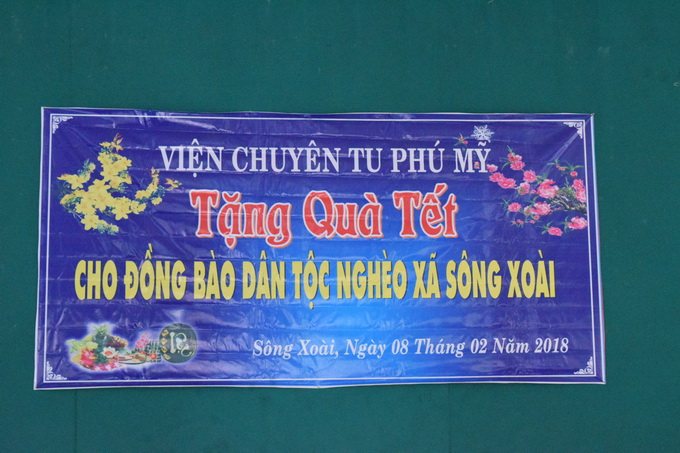 VIỆN CHUYÊN TU PHÚ MỸ
Tặng Quà Tết
CHO ĐỒNG BÀO DÂN TỘC NGHÈO XÃ SÔNG XOÀI
Sông Xoài, Ngày 08 Tháng 02 Năm 2018